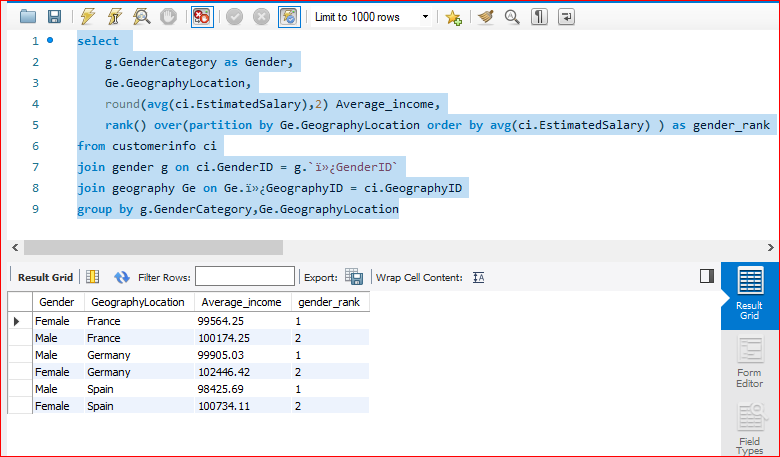 Limit to 1000 rows
1 select
2 g.GenderCategory as Gender,
3 Ge.GeographyLocation,
4 round(avg(ci.EstimatedSalary),2) Average_income,
5 rank() over(partition by Ge.GeographyLocation order by avg(ci.EstimatedSalary) ) as gender_rank
6 from customerinfo ci
7 join gender g on ci.GenderID = g.`ï»¿GenderID`
8 join geography Ge on Ge.ï»¿GeographyID = ci.GeographyID
9 group by g.GenderCategory,Ge.GeographyLocation
Result Grid Filter Rows: Export: Wrap Cell Content:
Gender GeographyLocation Average_income gender_rank
Female France 99564.25 1
Male France 100174.25 2
Male Germany 99905.03 1
Female Germany 102446.42 2
Male Spain 98425.69 1
Female Spain 100734.11 2
Result
Grid
Form
Editor
Field
Types